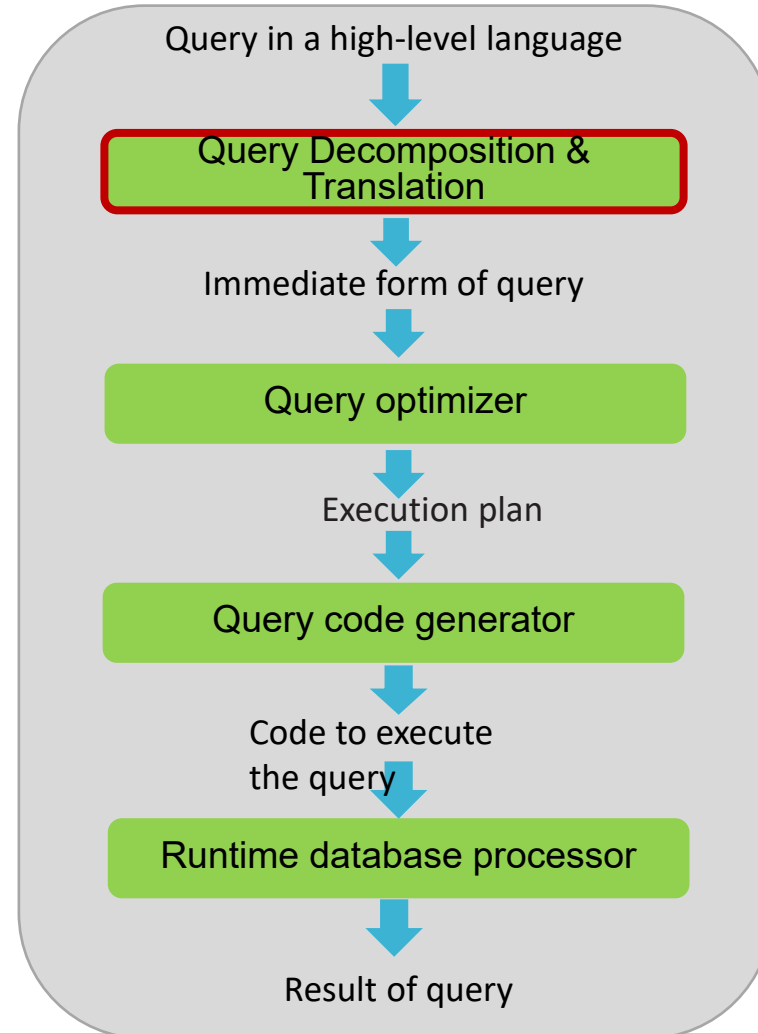 Query in a high-level language
Query Decomposition &
Translation
Immediate form of query
Query optimizer
Execution plan
Query code generator
Code to execute
the query
Runtime database processor
Result of query